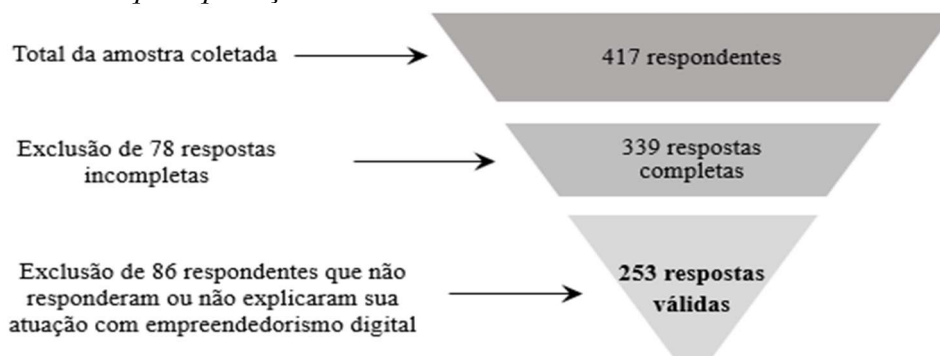 Total da amostra coletada
417 respondentes
Exclusão de 78 respostas
incompletas
339 respostas
completas
Exclusão de 86 respondentes que não
responderam ou não explicaram sua
atuação com empreendedorismo digital
253 respostas
válidas